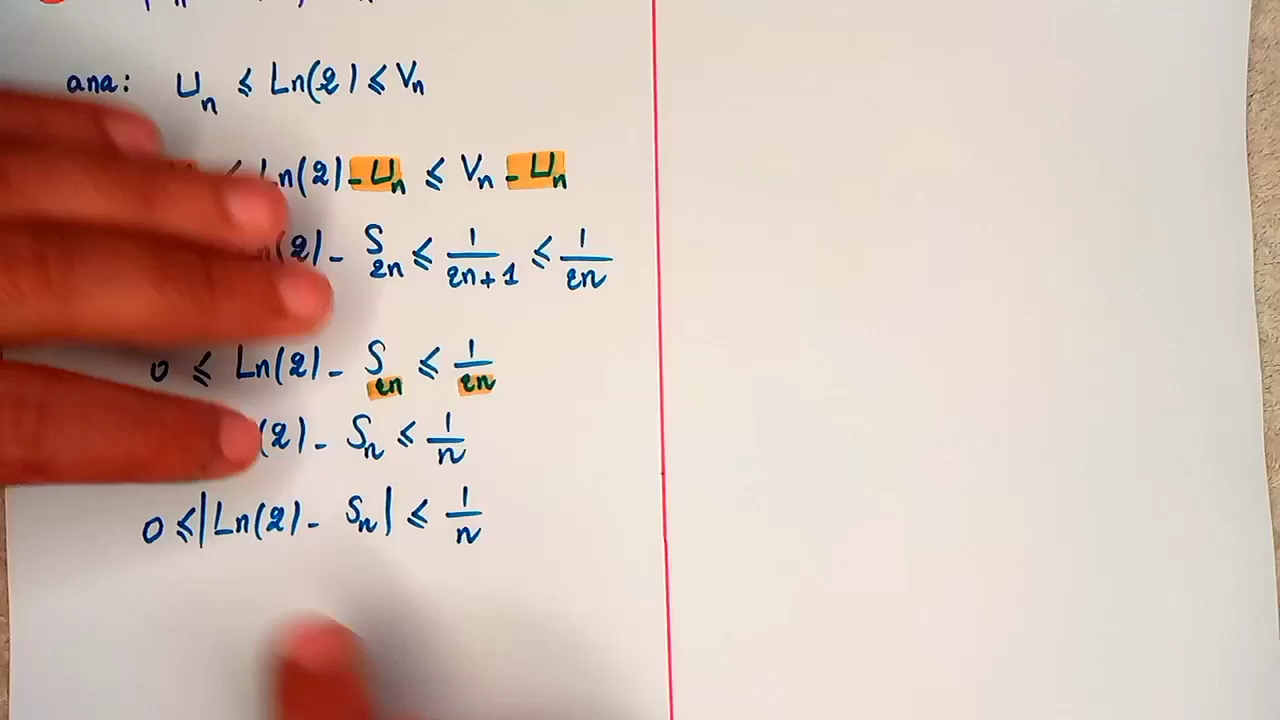 ana: Un ≤ Ln(2) ≤ Vn
≤ Ln(2) - Un ≤ Vn - Un
(2) - S2n ≤ 1/(2n+1) ≤ 1/2n
0 ≤ Ln(2) - S2n ≤ 1/2n
(2) - Sn ≤ 1/n
0 ≤ |Ln(2) - Sn| ≤ 1/n